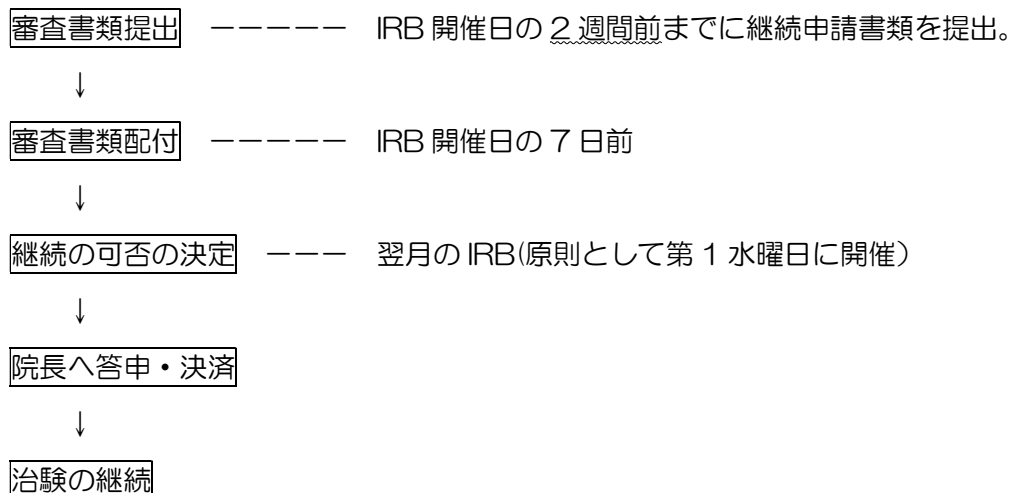 審査書類提出 ーーーーー IRB 開催日の 2 週間前までに継続申請書類を提出。
↓
審査書類配付 ーーーーー IRB 開催日の 7 日前
↓
継続の可否の決定 ーーー 翌月の IRB(原則として第 1 水曜日に開催）
↓
院長へ答申・決済
↓
治験の継続